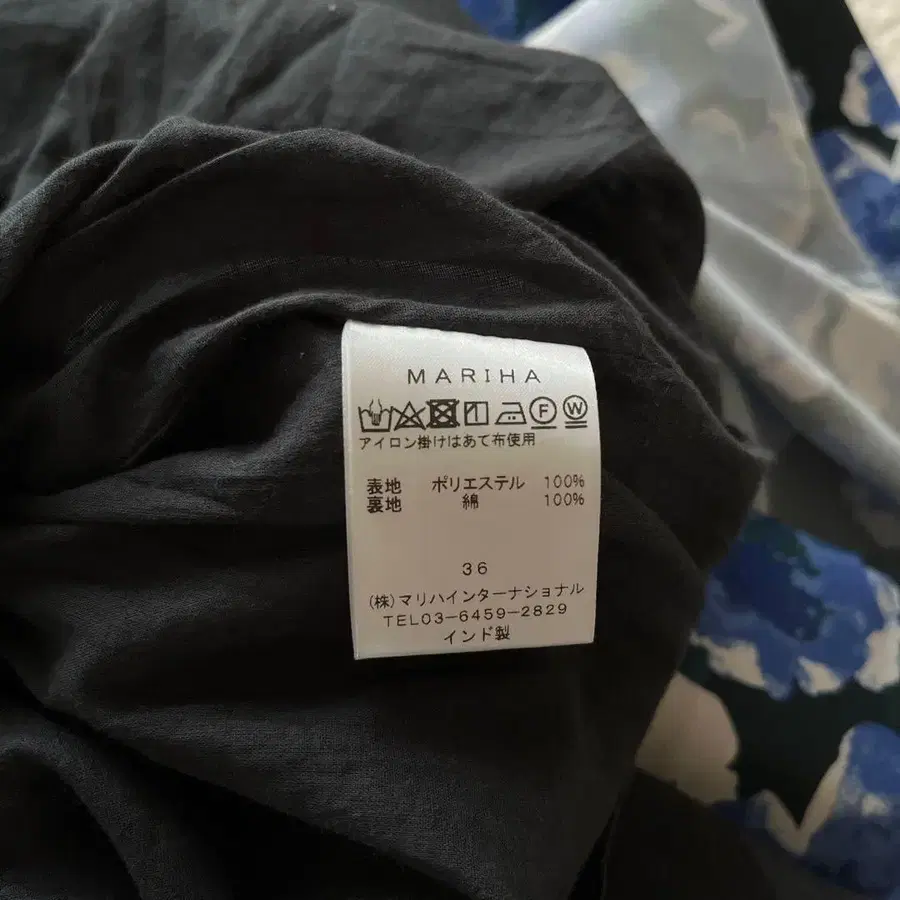 MARIHA
F W
アイロン掛けはあて布使用
表地 ポリエステル 100%
裏地 綿 100%
36
(株)マリハインターナショナル
TEL03-6459-2829
インド製